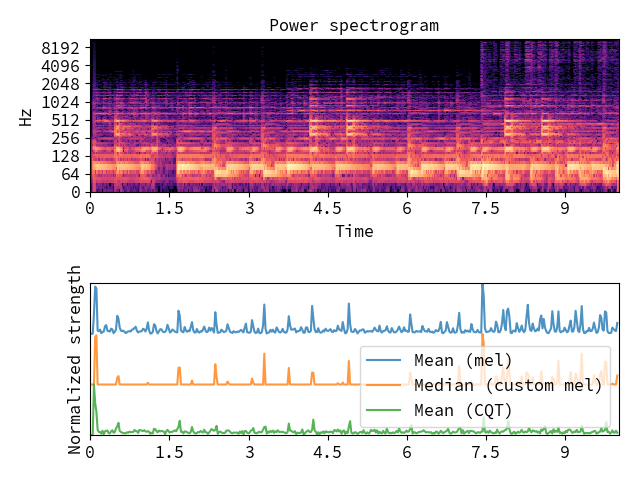 Power spectrogram
8192
4096
2048
1024
512
256
128
64
0
Hz
0 1.5 3 4.5 6 7.5 9
Time
Normalized strength
Mean (mel)
Median (custom mel)
Mean (CQT)
0 1.5 3 4.5 6 7.5 9